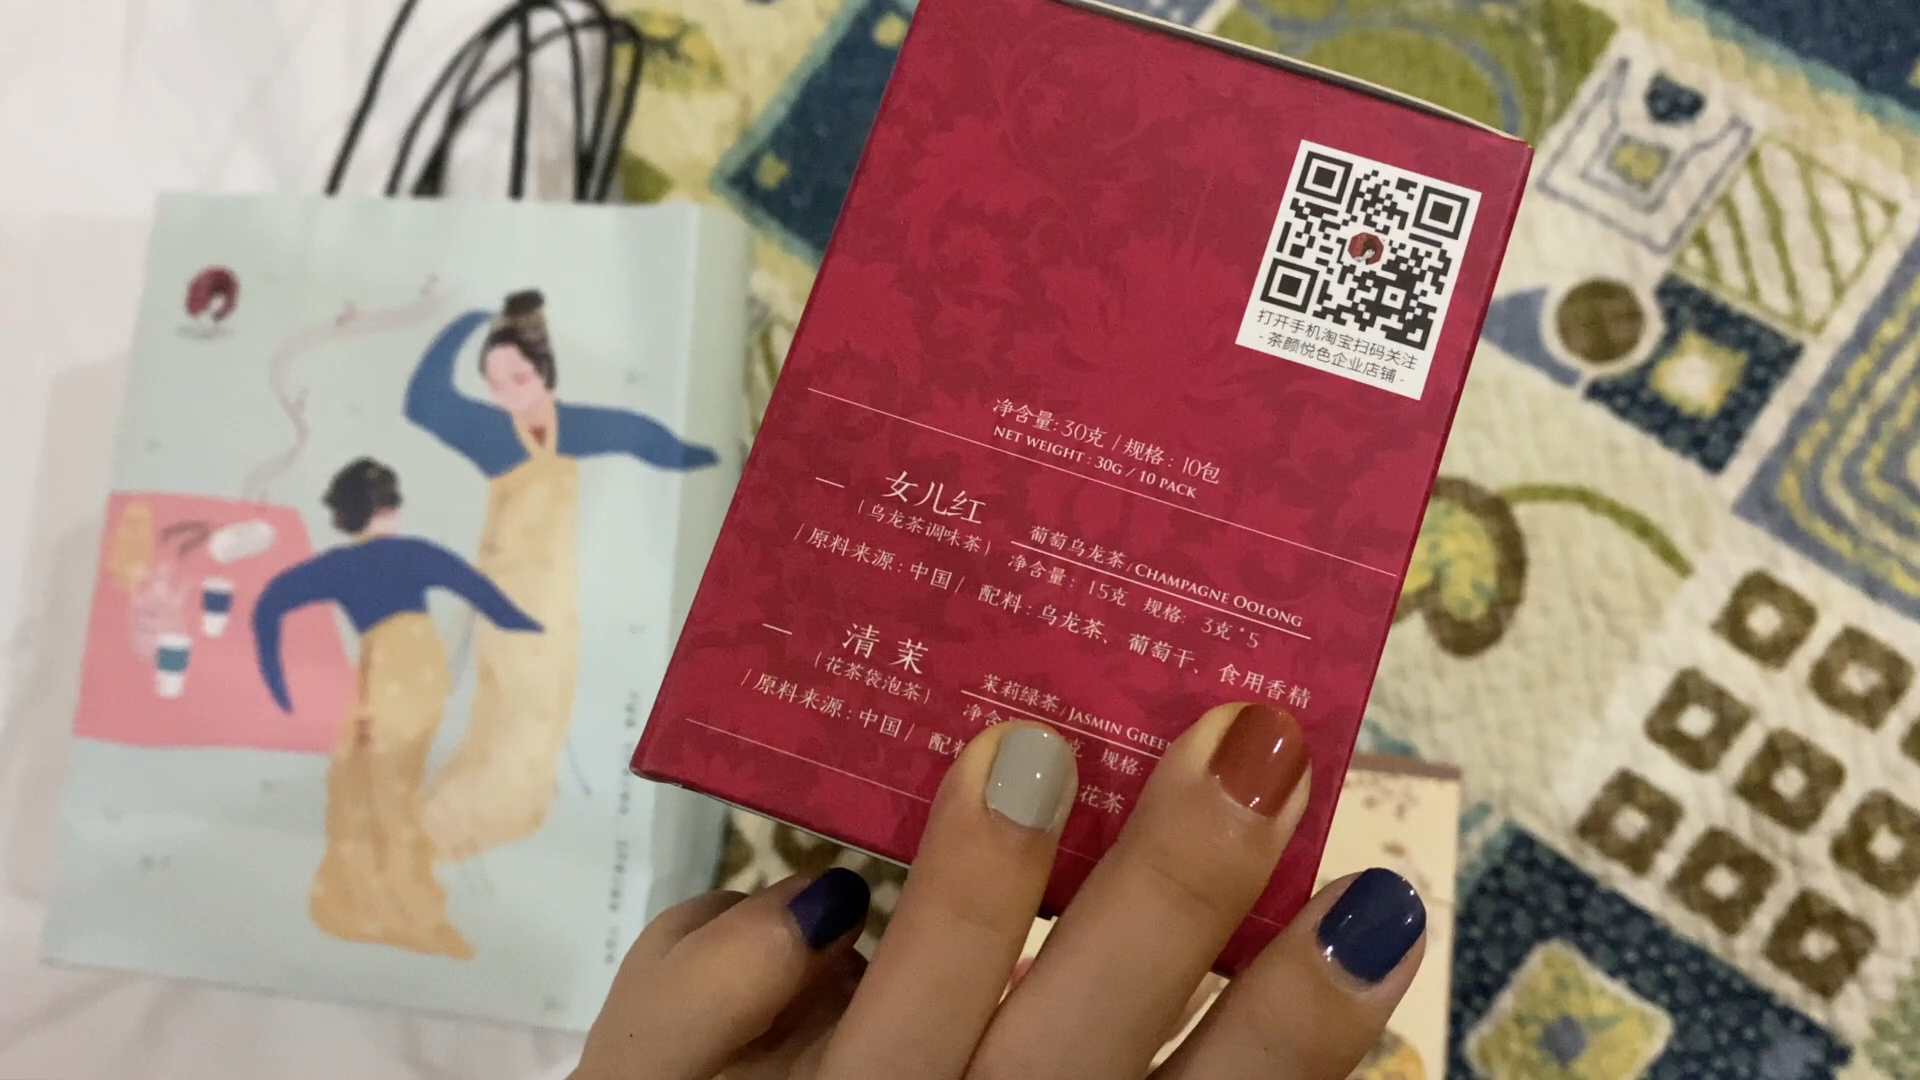 打开手机淘宝扫码关注
- 茶颜悦色企业店铺 -
净含量: 30克 / 规格: 10包
NET WEIGHT : 30G / 10 PACK
— 女儿红 葡萄乌龙茶/CHAMPAGNE OOLONG
(乌龙茶调味茶) 净含量: 15克 规格: 3克*5
/ 原料来源: 中国 / 配料: 乌龙茶、葡萄干、食用香精
— 清茉 茉莉绿茶/JASMIN GREEN
(花茶袋泡茶) 净含 克 规格:
/ 原料来源: 中国 / 配料 花茶